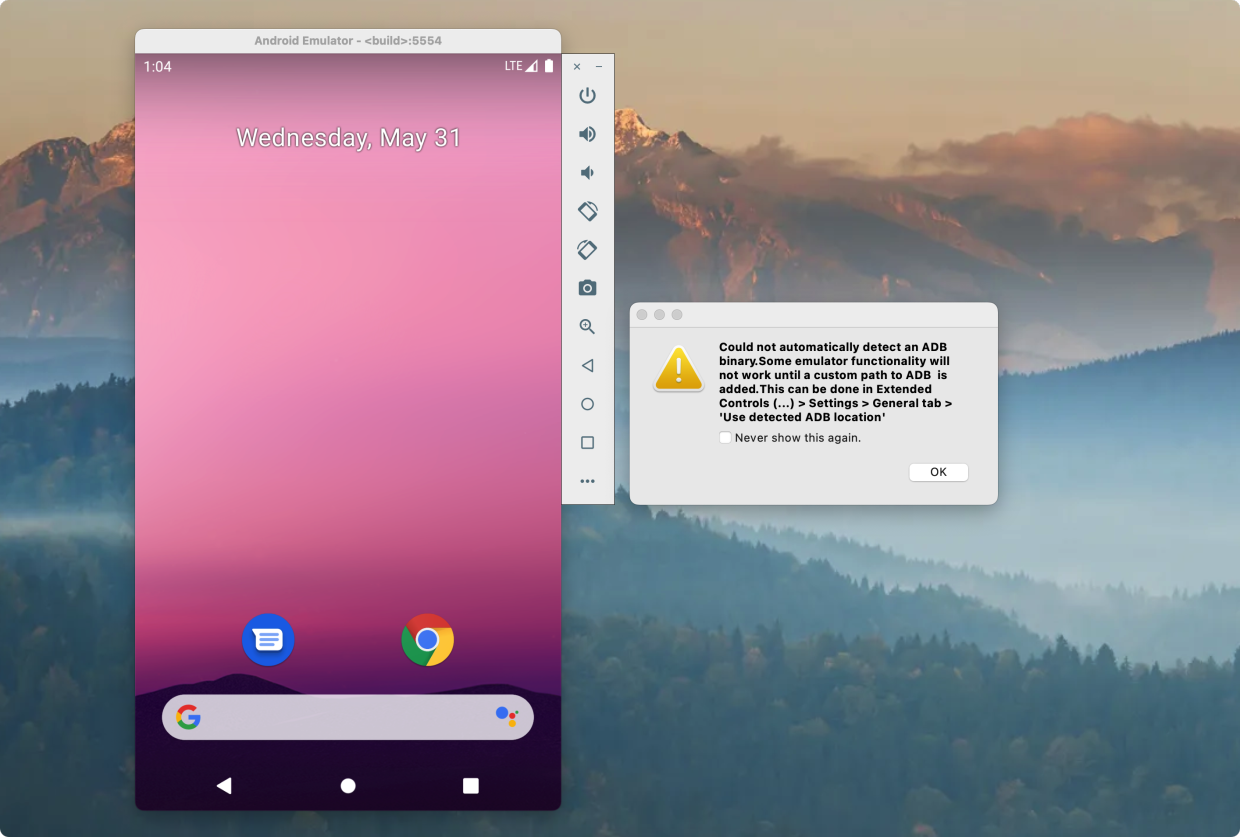 Android Emulator - <build>:5554
1:04
LTE
Wednesday, May 31
Could not automatically detect an ADB
binary.Some emulator functionality will
not work until a custom path to ADB  is
added.This can be done in Extended
Controls (...) > Settings > General tab >
'Use detected ADB location'
Never show this again.
OK